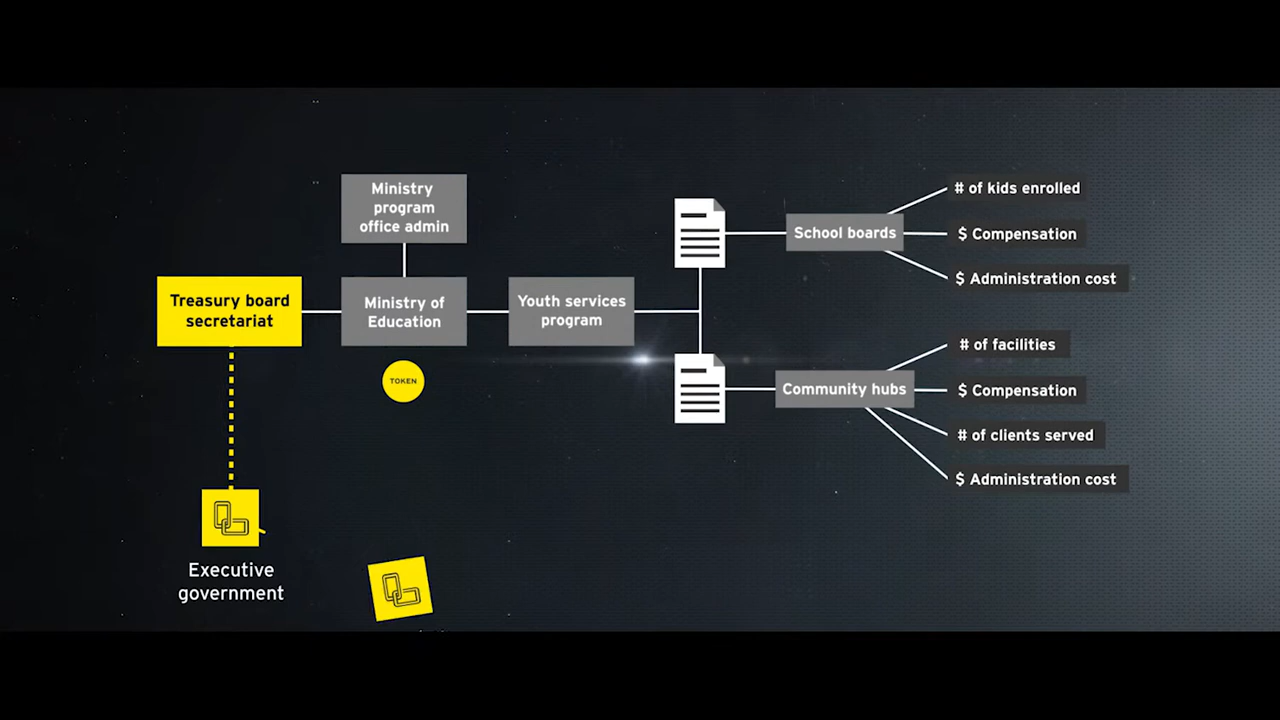 Ministry
program
office admin
Treasury board
secretariat
Ministry of
Education
TOKEN
Youth services
program
School boards
# of kids enrolled
$ Compensation
$ Administration cost
Community hubs
# of facilities
$ Compensation
# of clients served
$ Administration cost
Executive
government